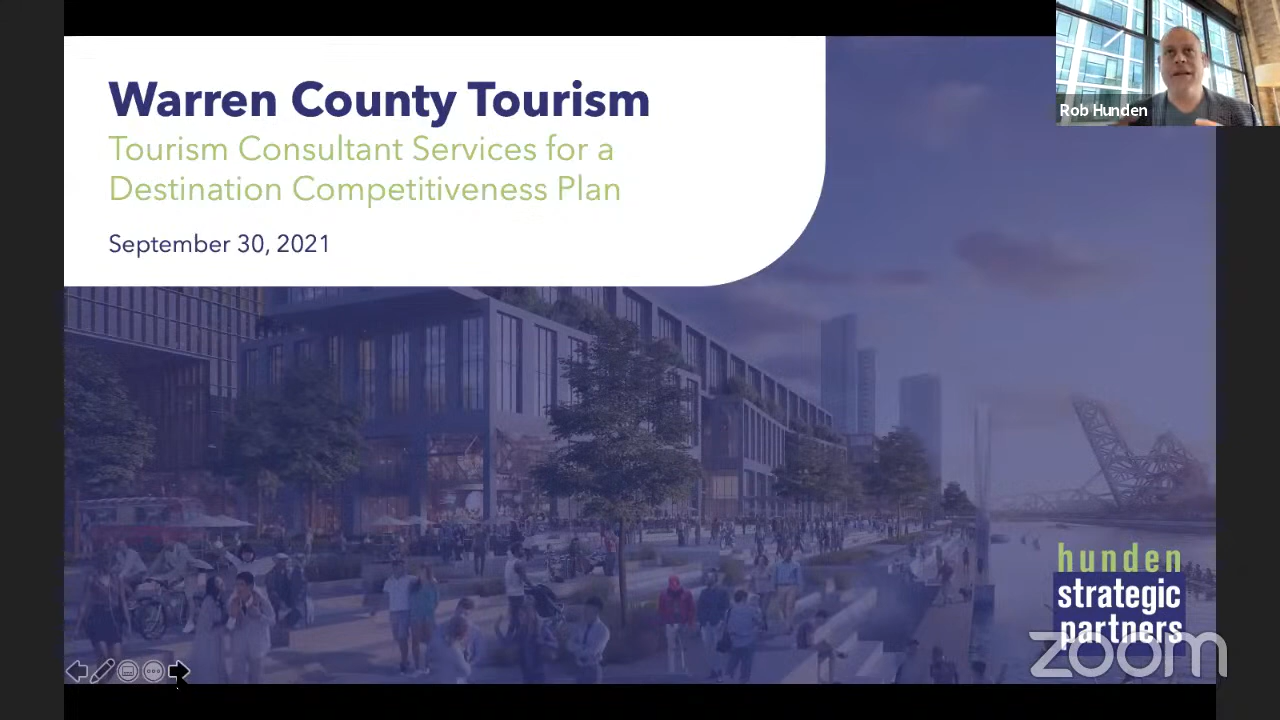 Warren County Tourism
Tourism Consultant Services for a
Destination Competitiveness Plan
September 30, 2021
Rob Hunden
hunden
strategic
partners
zoom